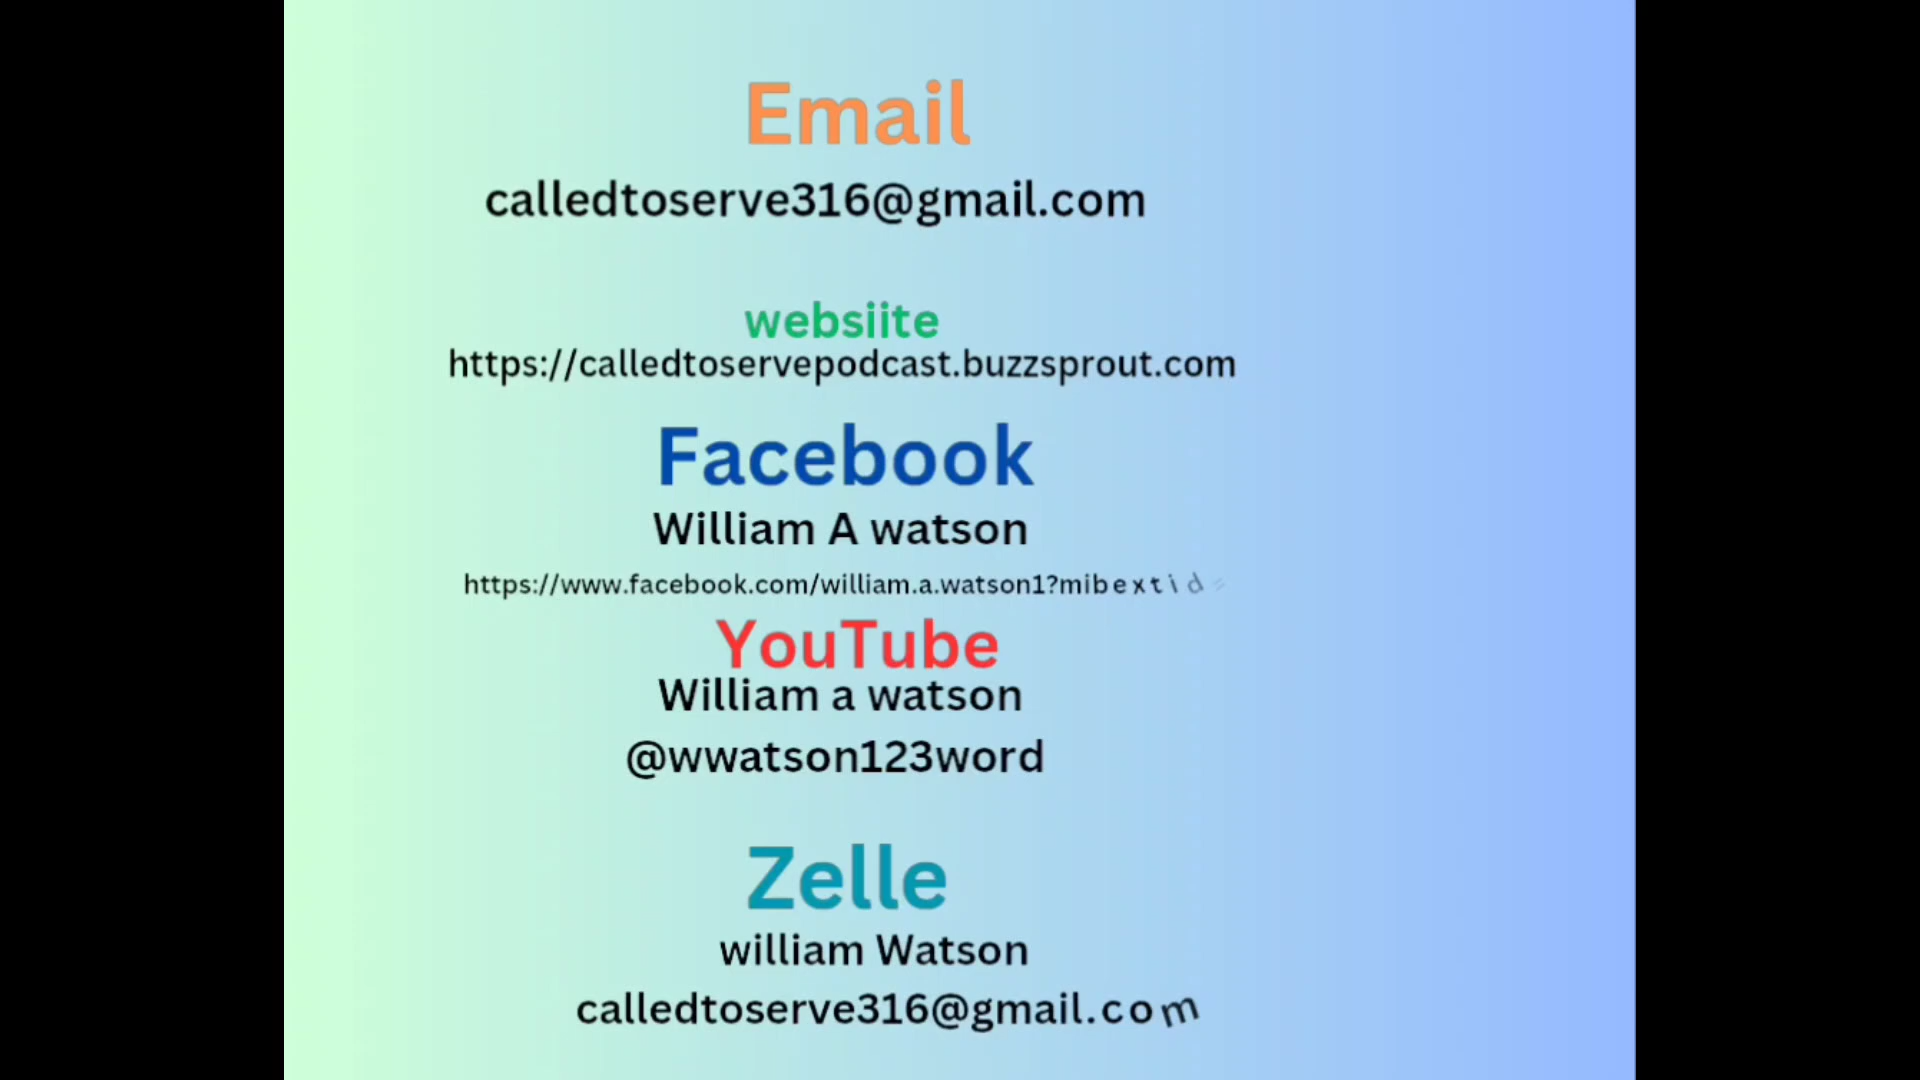 Email
calledtoserve316@gmail.com
websiite
https://calledtoservepodcast.buzzsprout.com
Facebook
William A watson
https://www.facebook.com/william.a.watson1?mibextid=
YouTube
William a watson
@wwatson123word
Zelle
william Watson
calledtoserve316@gmail.com